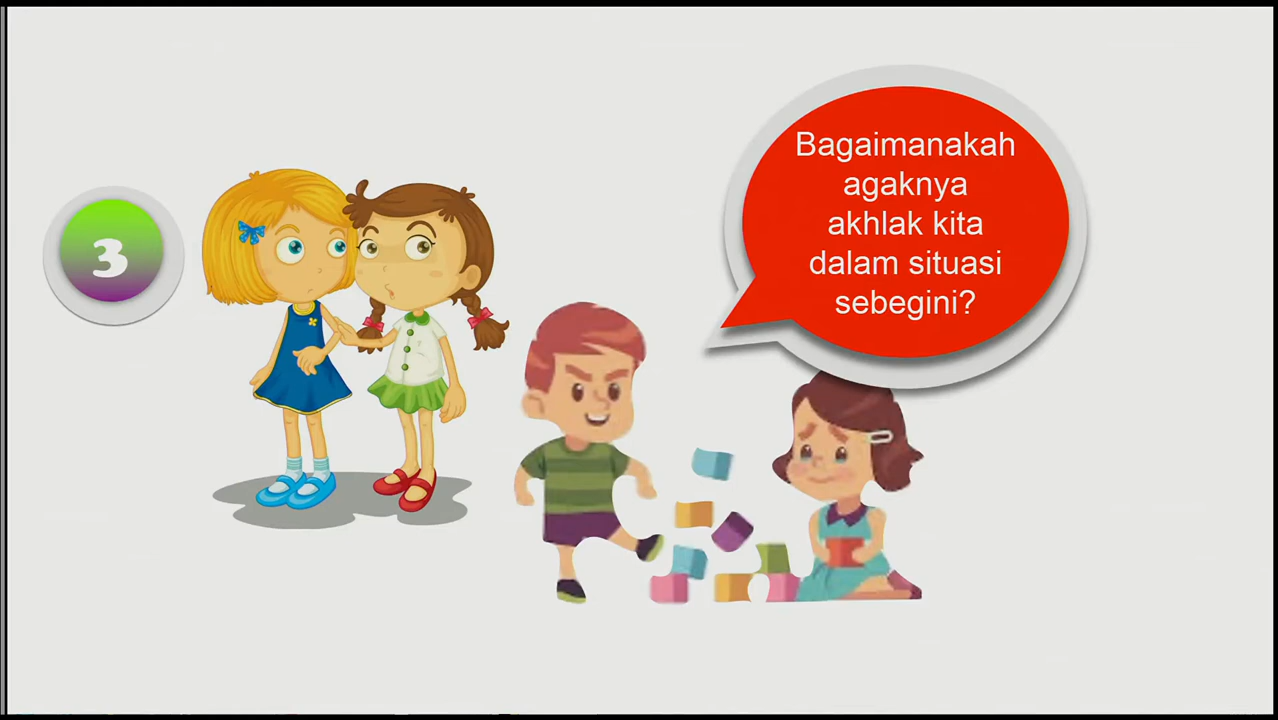 3
Bagaimanakah
agaknya
akhlak kita
dalam situasi
sebegini?